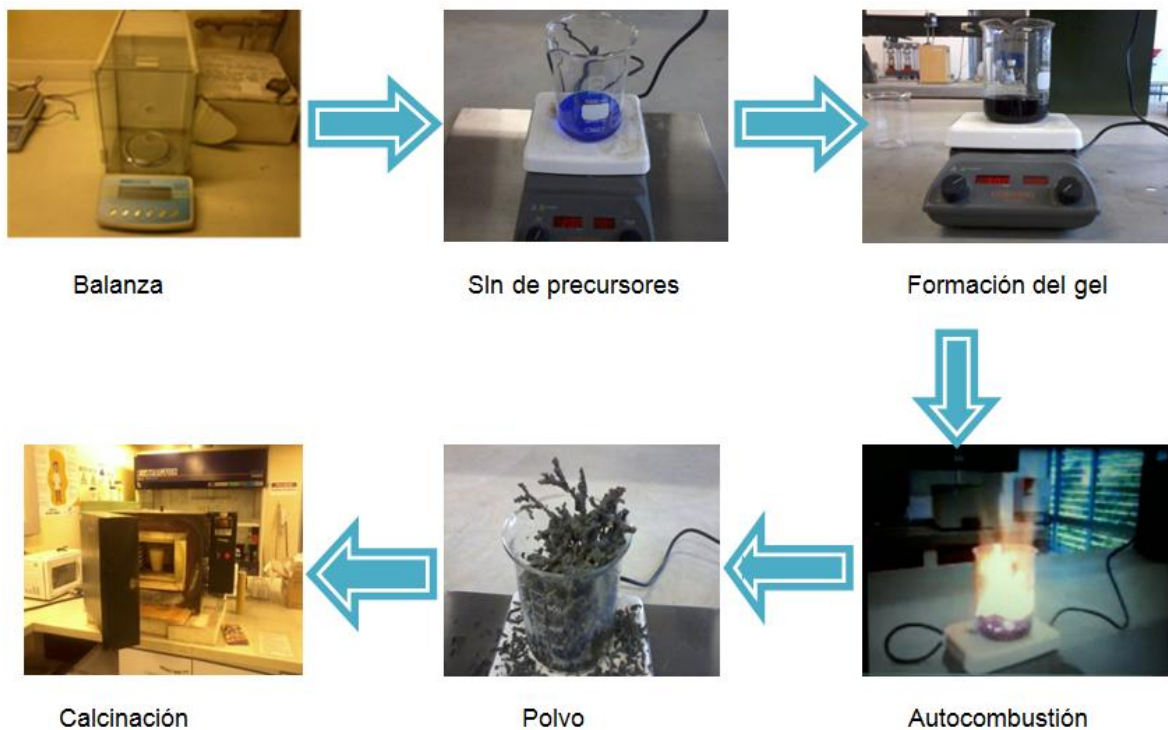 Balanza
Sln de precursores
Formación del gel
Autocombustión
Polvo
Calcinación